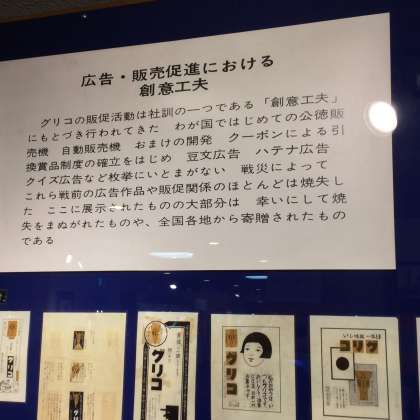 広告・販売促進における
創意工夫
グリコの販促活動は社訓の一つである「創意工夫」
にもとづき行われてきた わが国ではじめての公徳販
売機 自動販売機 おまけの開発 クーポンによる引
換賞品制度の確立をはじめ 豆文広告 ハテナ広告
クイズ広告など枚挙にいとまがない 戦災によって
これら戦前の広告作品や販促関係のほとんどは焼失し
た ここに展示されたものの大部分は 幸いにして焼
失をまぬがれたものや、全国各地から寄贈されたもの
である
グリコ
グリコ
グリコ
コリグ